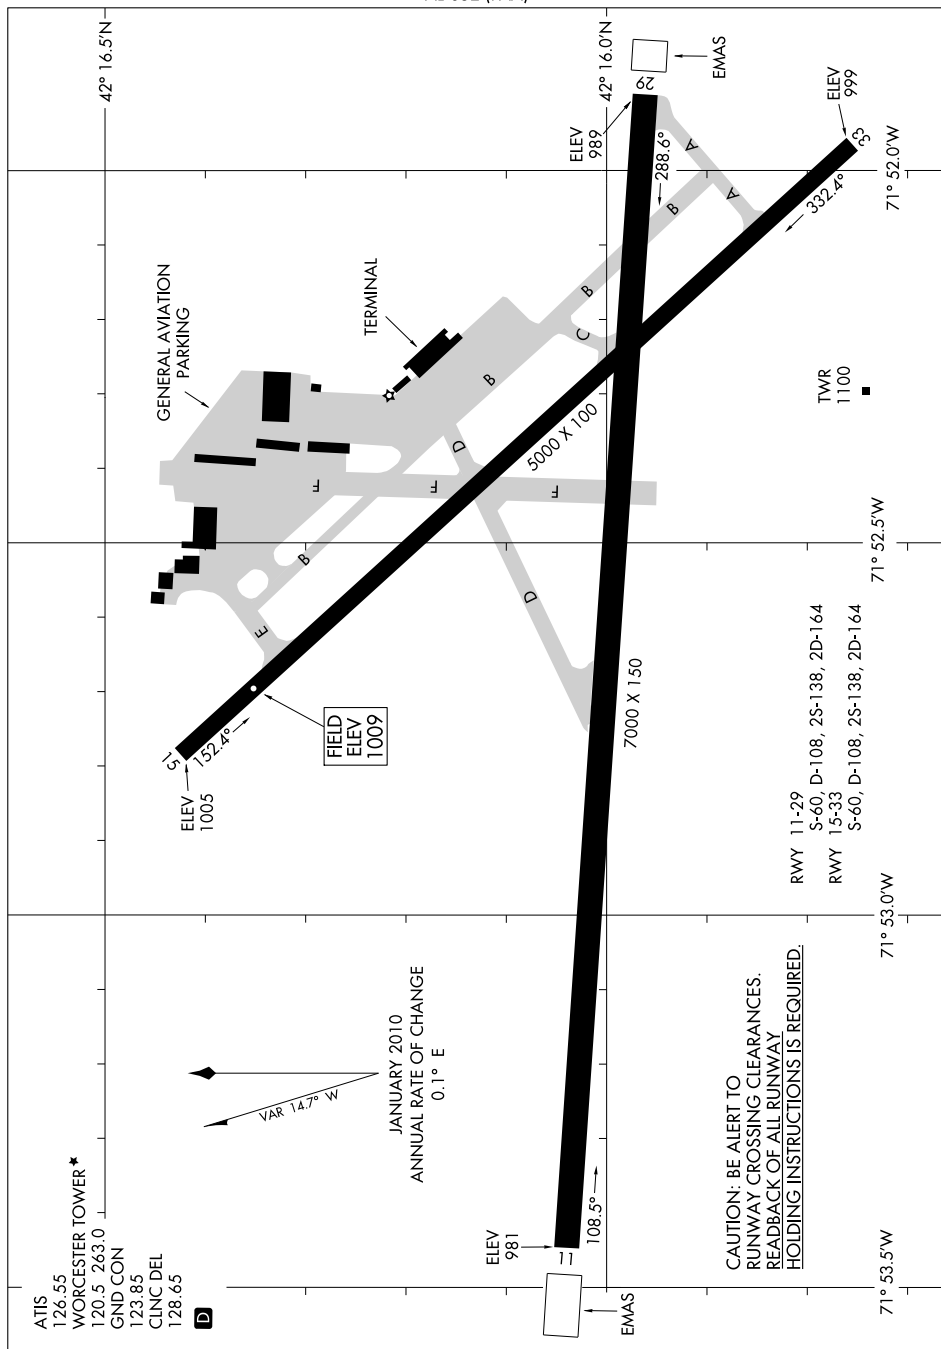 ATIS
126.55
WORCESTER TOWER★
120.5 263.0
GND CON
123.85
CLNC DEL
128.65
D
VAR 14.7° W
JANUARY 2010
ANNUAL RATE OF CHANGE
0.1° E
GENERAL AVIATION
PARKING
TERMINAL
42° 16.5'N
42° 16.0'N
15
152.4°
ELEV
1005
FIELD
ELEV
1009
E
B
F
F
F
D
D
B
C
B
B
A
A
5000 X 100
7000 X 150
ELEV
981
11
108.5°
EMAS
ELEV
989
29
288.6°
EMAS
ELEV
999
33
332.4°
TWR
1100
RWY 11-29
S-60, D-108, 2S-138, 2D-164
RWY 15-33
S-60, D-108, 2S-138, 2D-164
CAUTION: BE ALERT TO
RUNWAY CROSSING CLEARANCES.
READBACK OF ALL RUNWAY
HOLDING INSTRUCTIONS IS REQUIRED.
71° 53.5'W
71° 53.0'W
71° 52.5'W
71° 52.0'W